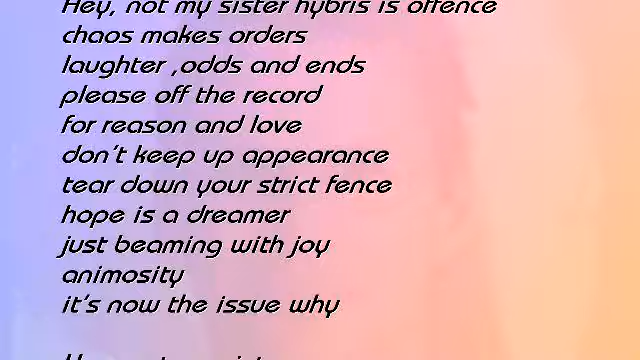 Hey, not my sister hybris is offence
chaos makes orders
laughter ,odds and ends
please off the record
for reason and love
don't keep up appearance
tear down your strict fence
hope is a dreamer
just beaming with joy
animosity
it's now the issue why